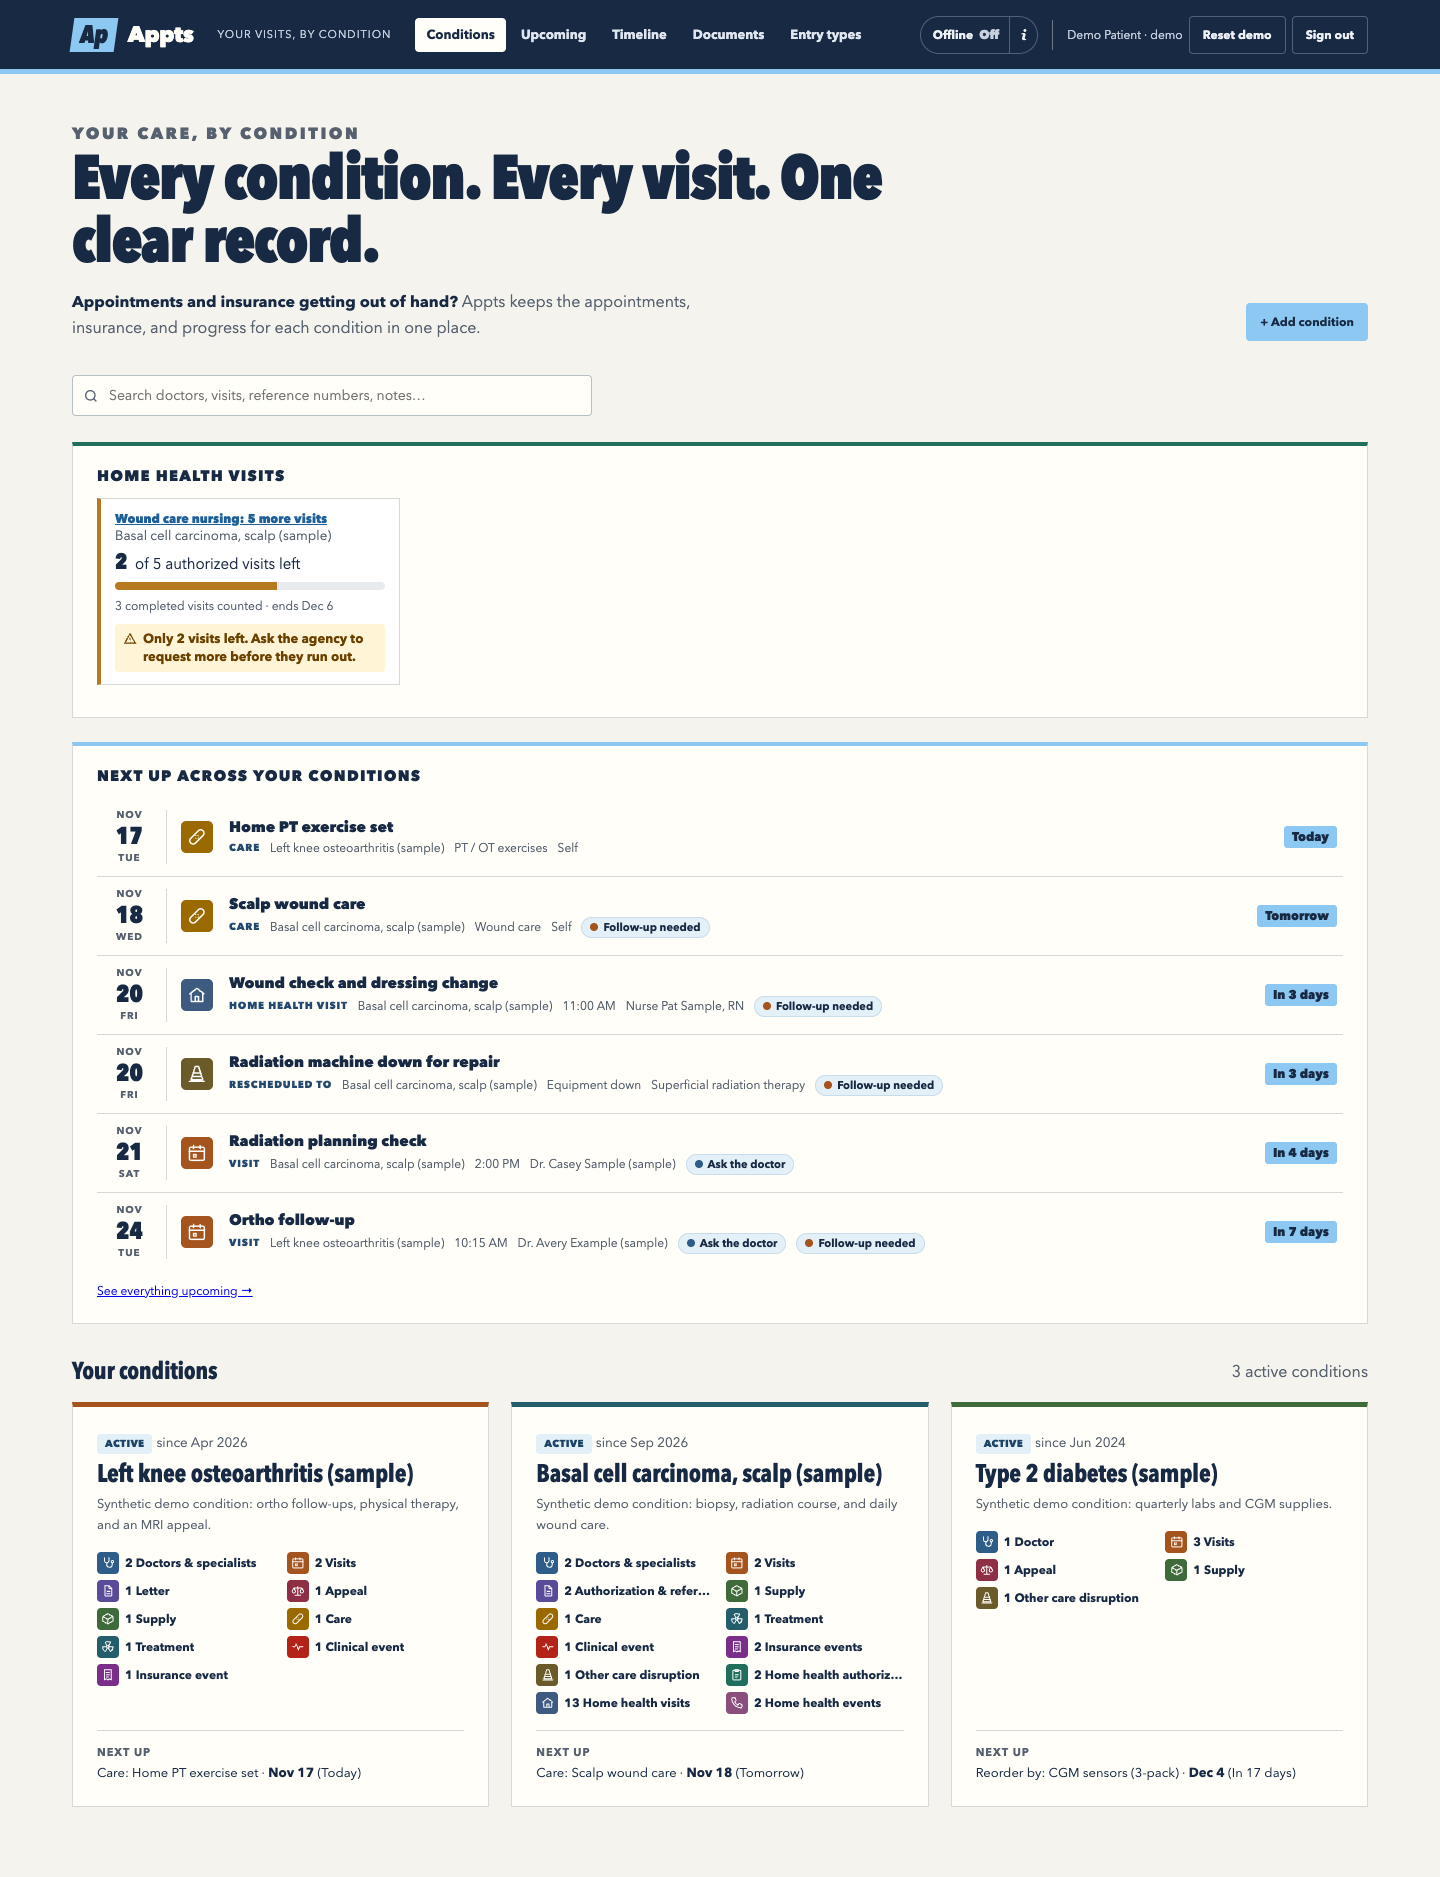 Ap Appts YOUR VISITS, BY CONDITION Conditions Upcoming Timeline Documents Entry types Offline Off i Demo Patient · demo Reset demo Sign out
YOUR CARE, BY CONDITION
Every condition. Every visit. One
clear record.
Appointments and insurance getting out of hand? Appts keeps the appointments,
insurance, and progress for each condition in one place.
+ Add condition
Search doctors, visits, reference numbers, notes...
HOME HEALTH VISITS
Wound care nursing: 5 more visits
Basal cell carcinoma, scalp (sample)
2 of 5 authorized visits left
3 completed visits counted · ends Dec 6
Only 2 visits left. Ask the agency to
request more before they run out.
NEXT UP ACROSS YOUR CONDITIONS
NOV
17
TUE
Home PT exercise set
CARE Left knee osteoarthritis (sample) PT / OT exercises Self
Today
NOV
18
WED
Scalp wound care
CARE Basal cell carcinoma, scalp (sample) Wound care Self Follow-up needed
Tomorrow
NOV
20
FRI
Wound check and dressing change
HOME HEALTH VISIT Basal cell carcinoma, scalp (sample) 11:00 AM Nurse Pat Sample, RN Follow-up needed
In 3 days
NOV
20
FRI
Radiation machine down for repair
RESCHEDULED TO Basal cell carcinoma, scalp (sample) Equipment down Superficial radiation therapy Follow-up needed
In 3 days
NOV
21
SAT
Radiation planning check
VISIT Basal cell carcinoma, scalp (sample) 2:00 PM Dr. Casey Sample (sample) Ask the doctor
In 4 days
NOV
24
TUE
Ortho follow-up
VISIT Left knee osteoarthritis (sample) 10:15 AM Dr. Avery Example (sample) Ask the doctor Follow-up needed
In 7 days
See everything upcoming →
Your conditions
3 active conditions
ACTIVE since Apr 2026
Left knee osteoarthritis (sample)
Synthetic demo condition: ortho follow-ups, physical therapy,
and an MRI appeal.
2 Doctors & specialists 2 Visits
1 Letter 1 Appeal
1 Supply 1 Care
1 Treatment 1 Clinical event
1 Insurance event
NEXT UP
Care: Home PT exercise set · Nov 17 (Today)
ACTIVE since Sep 2026
Basal cell carcinoma, scalp (sample)
Synthetic demo condition: biopsy, radiation course, and daily
wound care.
2 Doctors & specialists 2 Visits
2 Authorization & refer... 1 Supply
1 Care 1 Treatment
1 Clinical event 2 Insurance events
1 Other care disruption 2 Home health authoriz...
13 Home health visits 2 Home health events
NEXT UP
Care: Scalp wound care · Nov 18 (Tomorrow)
ACTIVE since Jun 2024
Type 2 diabetes (sample)
Synthetic demo condition: quarterly labs and CGM supplies.
1 Doctor 3 Visits
1 Appeal 1 Supply
1 Other care disruption
NEXT UP
Reorder by: CGM sensors (3-pack) · Dec 4 (In 17 days)